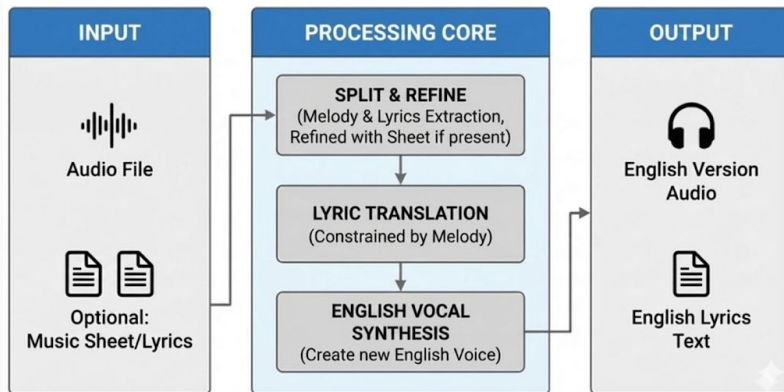 INPUT
Audio File
Optional:
Music Sheet/Lyrics
PROCESSING CORE
SPLIT & REFINE
(Melody & Lyrics Extraction,
Refined with Sheet if present)
LYRIC TRANSLATION
(Constrained by Melody)
ENGLISH VOCAL
SYNTHESIS
(Create new English Voice)
OUTPUT
English Version
Audio
English Lyrics
Text